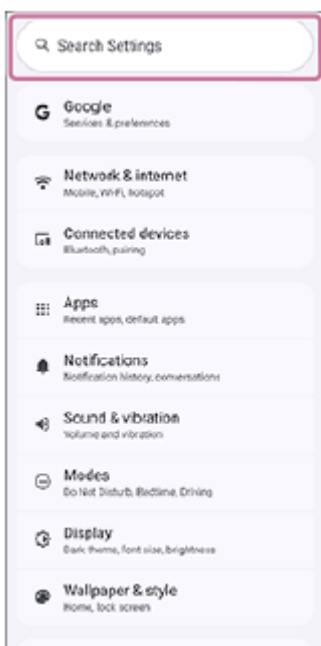 Search Settings
Google
Services & preferences
Network & internet
Mobile, Wi-Fi, hotspot
Connected devices
Bluetooth, pairing
Apps
Recent apps, default apps
Notifications
Notification history, conversations
Sound & vibration
Volume and vibration
Modes
Do Not Disturb, Bedtime, Driving
Display
Dark theme, font size, brightness
Wallpaper & style
Home, lock screen